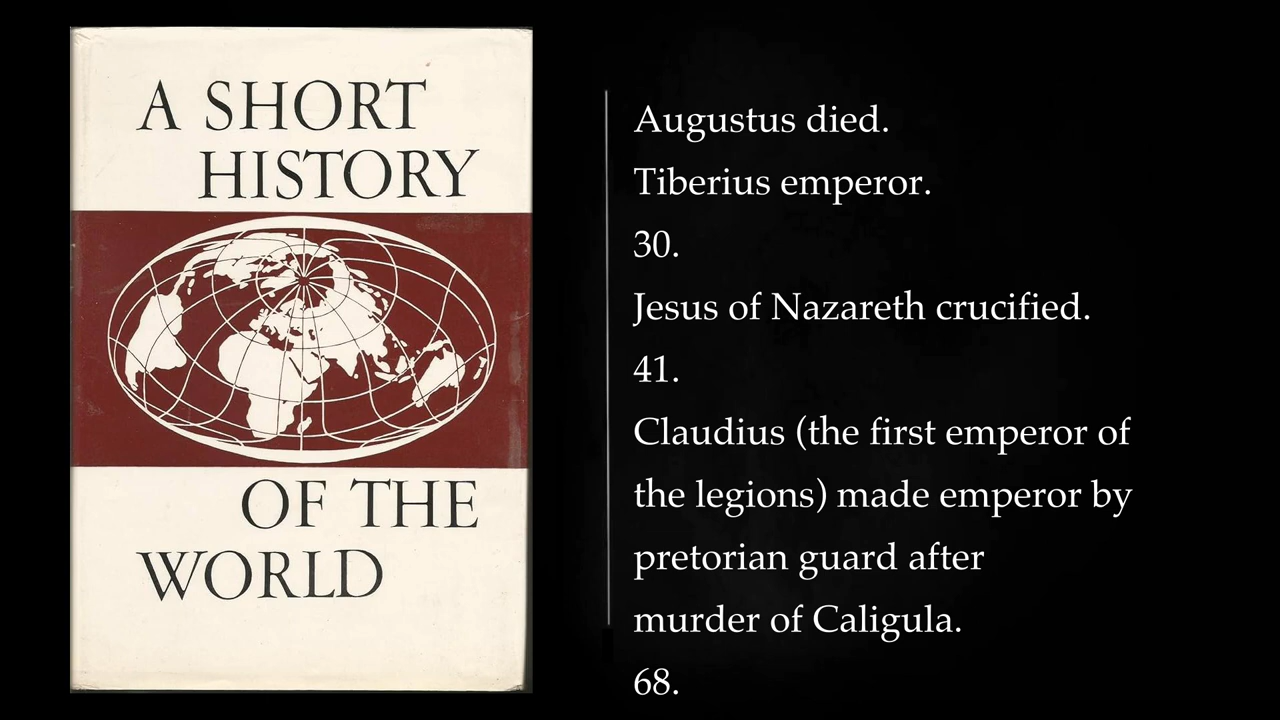 A SHORT
HISTORY
OF THE
WORLD
Augustus died.
Tiberius emperor.
30.
Jesus of Nazareth crucified.
41.
Claudius (the first emperor of
the legions) made emperor by
pretorian guard after
murder of Caligula.
68.